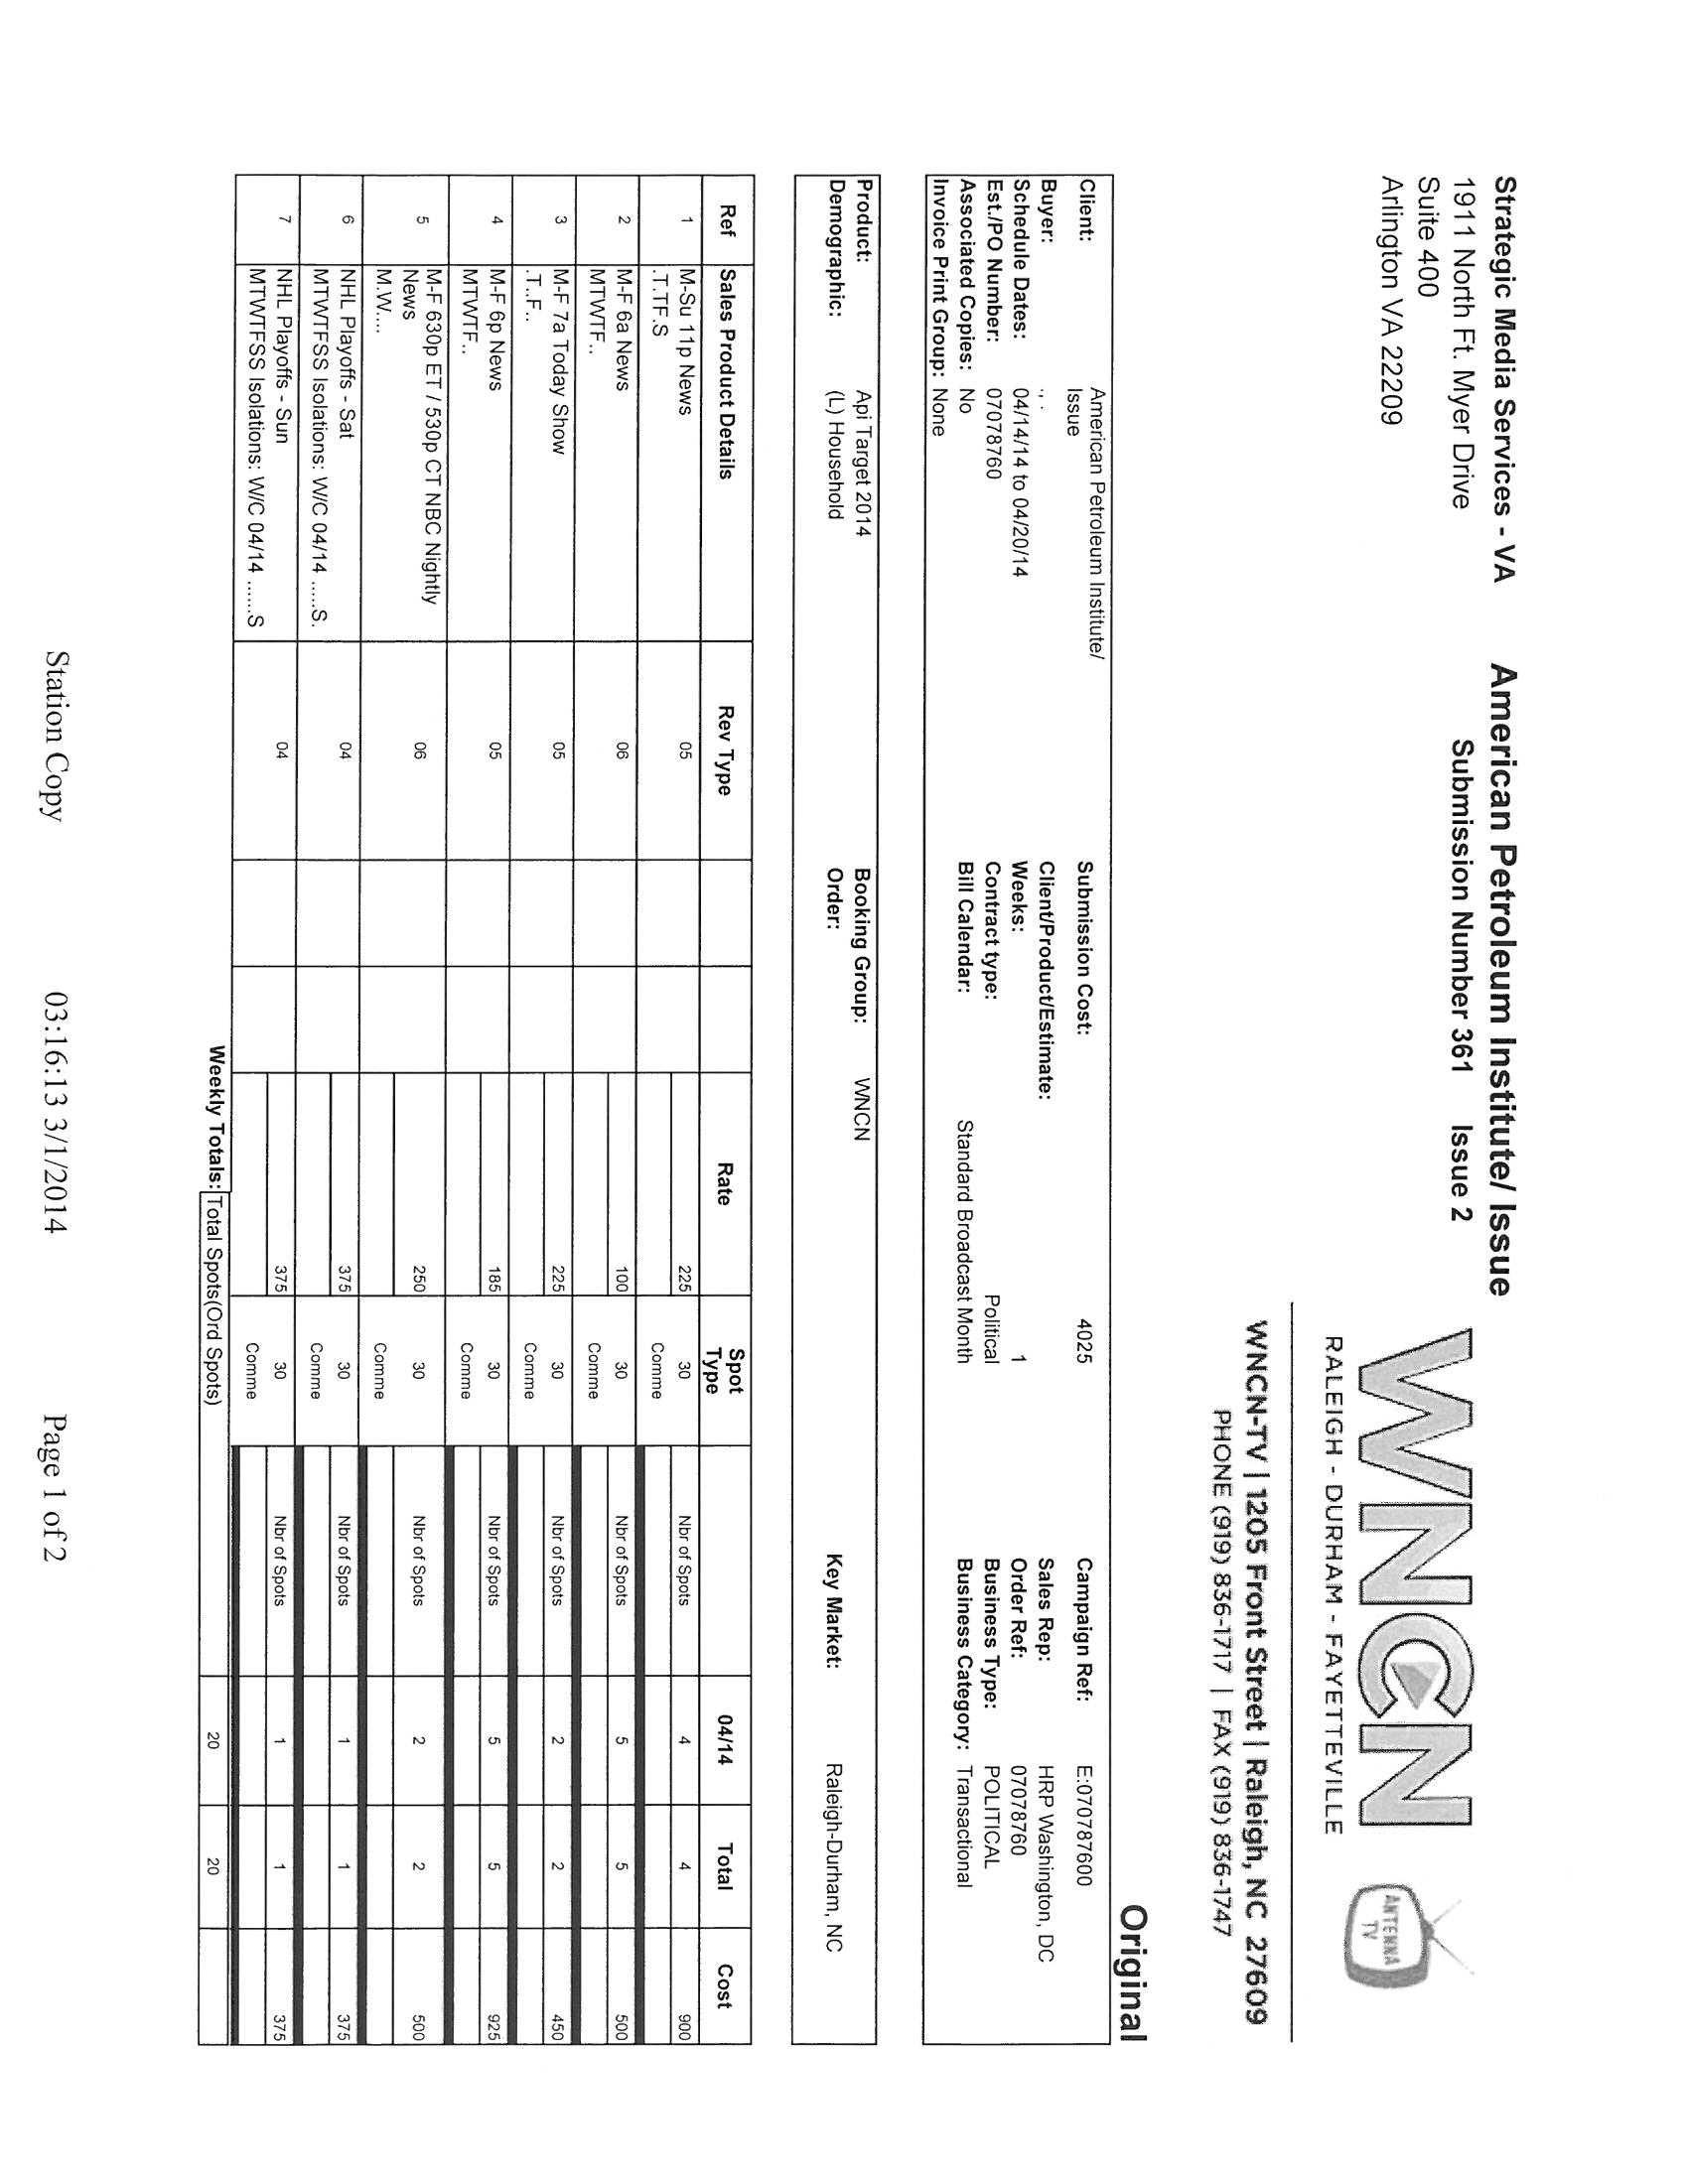 Strategic Media Services - VA
1911 North Ft. Myer Drive
Suite 400
Arlington VA 22209
American Petroleum Institute/ Issue
Submission Number 361 Issue 2
WNCN
RALEIGH - DURHAM - FAYETTEVILLE
ANTENNA
TV
WNCN-TV | 1205 Front Street | Raleigh, NC 27609
PHONE (919) 836-1717 | FAX (919) 836-1747
Original
Client: American Petroleum Institute/ Issue Submission Cost: 4025 Campaign Ref: E:070787600
Buyer: ., . Client/Product/Estimate: Sales Rep: HRP Washington, DC
Schedule Dates: 04/14/14 to 04/20/14 Weeks: 1 Order Ref: 07078760
Est./PO Number: 07078760 Contract type: Political Business Type: POLITICAL
Associated Copies: No Bill Calendar: Standard Broadcast Month Business Category: Transactional
Invoice Print Group: None
Product: Api Target 2014 Booking Group: WNCN
Demographic: (L) Household Order: Key Market: Raleigh-Durham, NC
Ref Sales Product Details Rev Type Rate Spot Type 04/14 Total Cost
1 M-Su 11p News 05 225 30 Nbr of Spots 4 4 900
.T.TF.S Comme
2 M-F 6a News 06 100 30 Nbr of Spots 5 5 500
MTWTF.. Comme
3 M-F 7a Today Show 05 225 30 Nbr of Spots 2 2 450
.T..F.. Comme
4 M-F 6p News 05 185 30 Nbr of Spots 5 5 925
MTWTF.. Comme
5 M-F 630p ET / 530p CT NBC Nightly News 06 250 30 Nbr of Spots 2 2 500
M.W.... Comme
6 NHL Playoffs - Sat 04 375 30 Nbr of Spots 1 1 375
MTWTFSS Isolations: W/C 04/14 .....S. Comme
7 NHL Playoffs - Sun 04 375 30 Nbr of Spots 1 1 375
MTWTFSS Isolations: W/C 04/14 ......S Comme
Weekly Totals: Total Spots(Ord Spots) 20 20
Station Copy 03:16:13 3/1/2014 Page 1 of 2